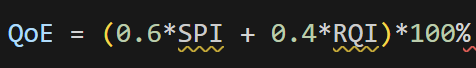 QoE = (0.6*SPI + 0.4*RQI)*100%